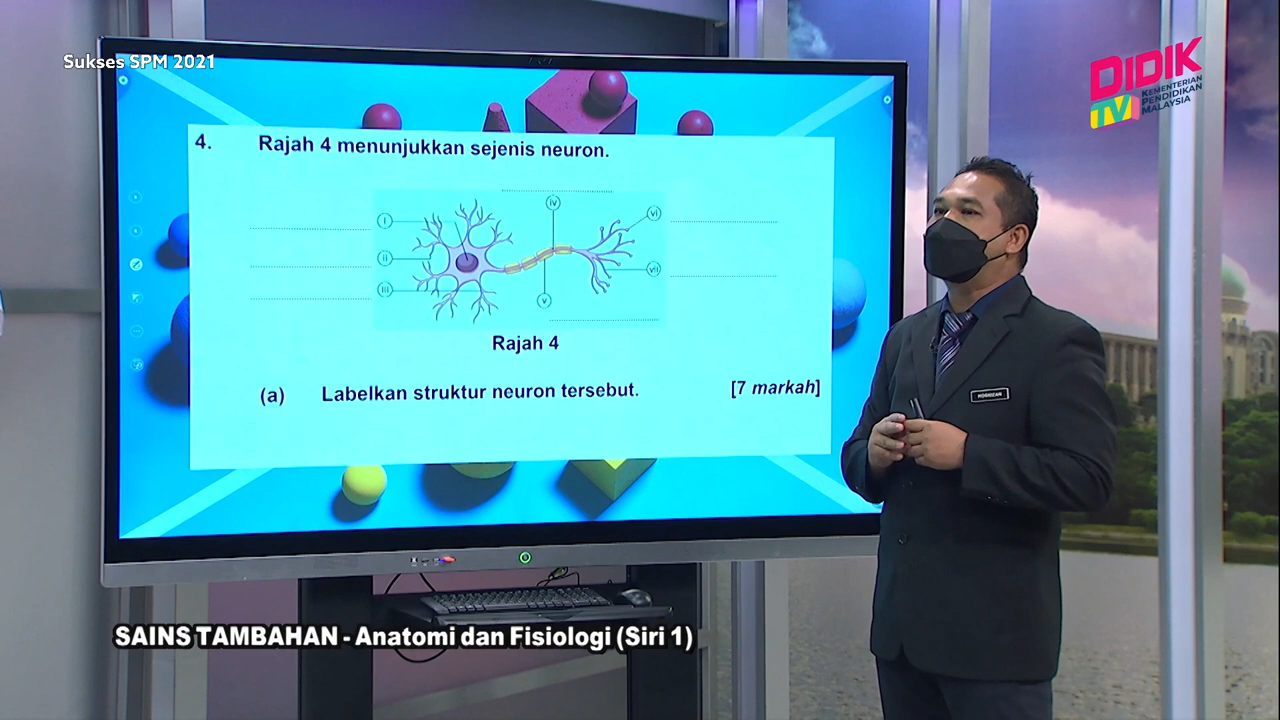 Sukses SPM 2021
DIDIK
TV
KEMENTERIAN
PENDIDIKAN
MALAYSIA
4. Rajah 4 menunjukkan sejenis neuron.
i
ii
iii
iv
v
vi
vii
Rajah 4
(a) Labelkan struktur neuron tersebut. [7 markah]
SAINS TAMBAHAN - Anatomi dan Fisiologi (Siri 1)